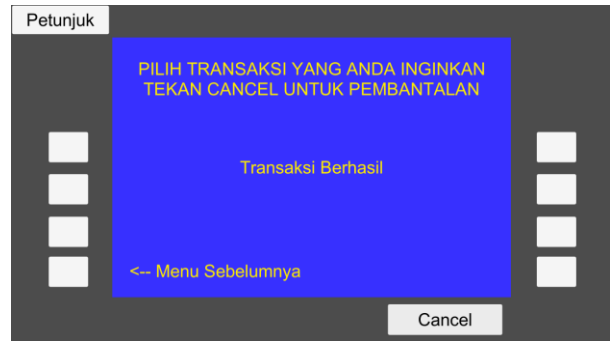 Petunjuk
PILIH TRANSAKSI YANG ANDA INGINKAN
TEKAN CANCEL UNTUK PEMBANTALAN
Transaksi Berhasil
<-- Menu Sebelumnya
Cancel